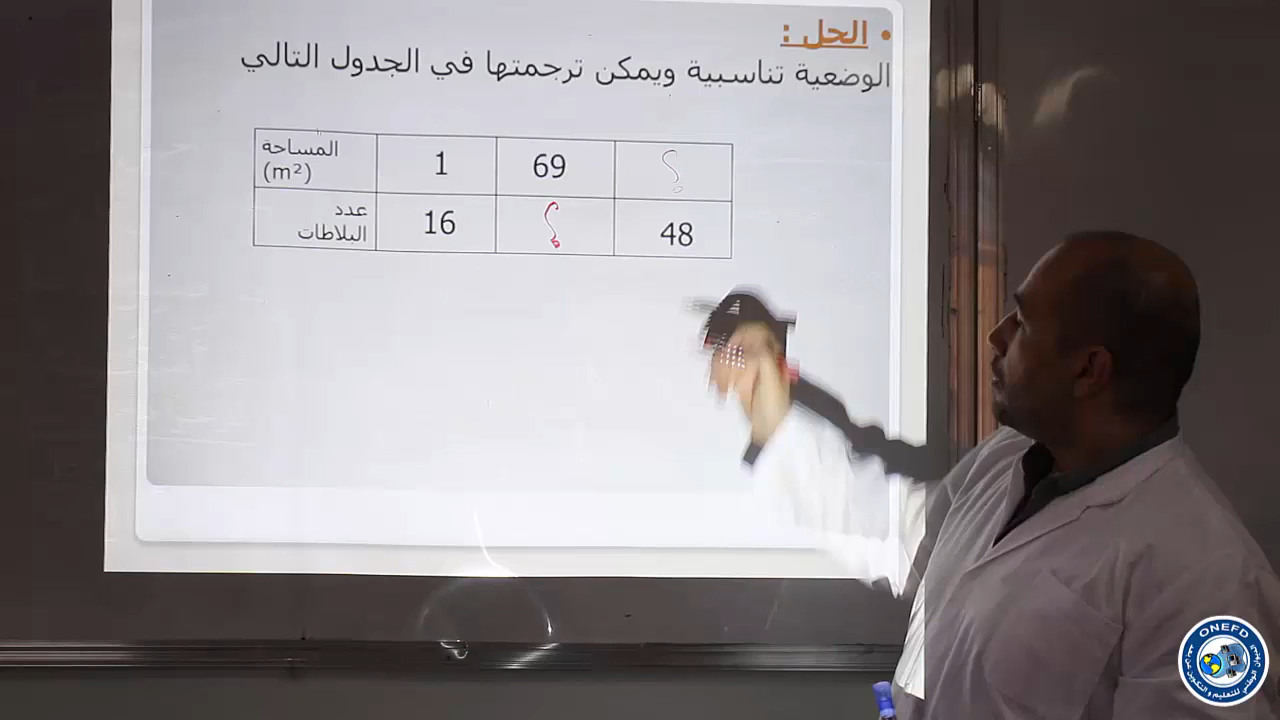 • الحل :
الوضعية تناسبية ويمكن ترجمتها في الجدول التالي
المساحة (m²) 1 69 ؟
عدد البلاطات 16 ؟ 48
ONEFD